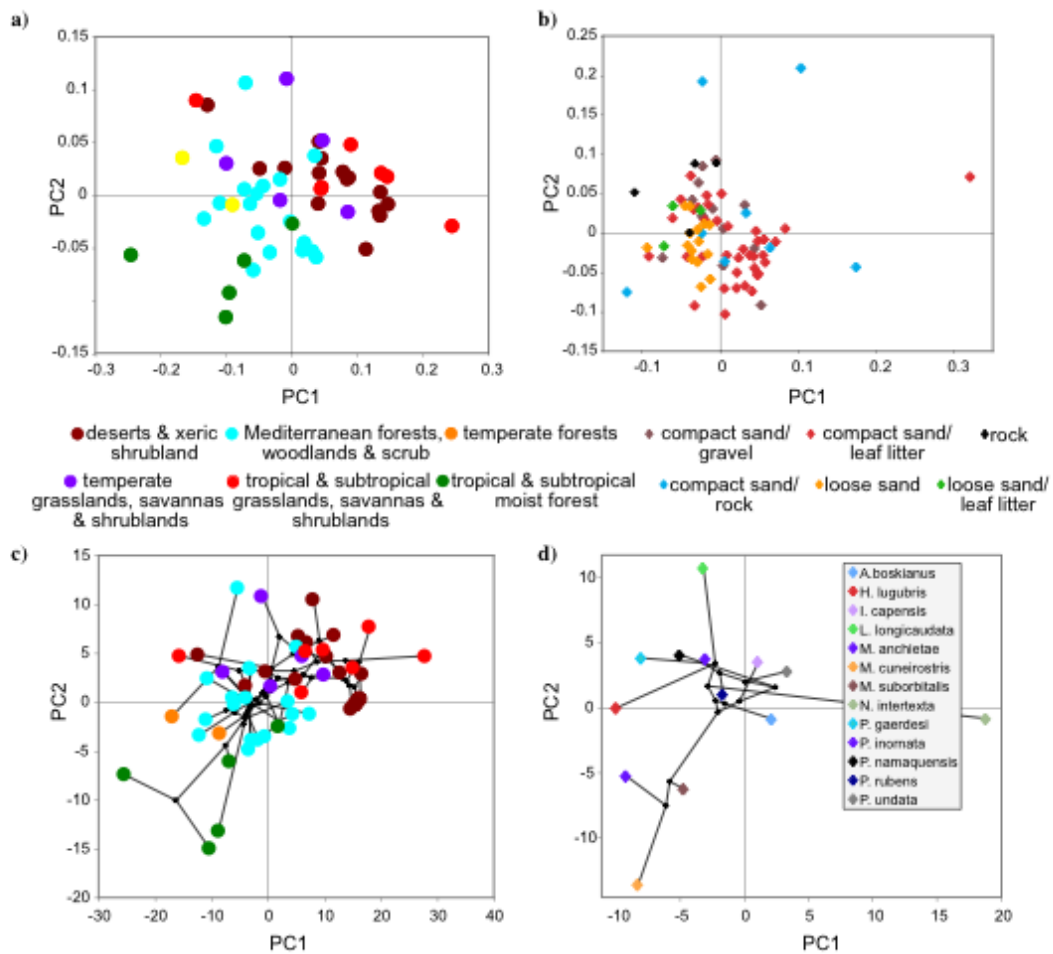 a)
0.15
0.1
0.05
0
-0.05
-0.15
PC2
-0.3
-0.2
-0.1
0
0.1
0.2
0.3
PC1
b)
0.25
0.2
0.15
0.1
0.05
0
-0.05
-0.1
-0.15
PC2
-0.1
0
0.1
0.2
0.3
PC1
deserts & xeric
shrubland
Mediterranean forests,
woodlands & scrub
temperate forests
temperate
grasslands, savannas
& shrublands
tropical & subtropical
grasslands, savannas &
shrublands
tropical & subtropical
moist forest
compact sand/
gravel
compact sand/
leaf litter
rock
compact sand/
rock
loose sand
loose sand/
leaf litter
c)
15
10
5
0
-5
-10
-15
-20
PC2
-30
-20
-10
0
10
20
30
40
PC1
d)
10
5
0
-5
-10
PC2
-10
-5
0
5
10
15
20
PC1
A.boskianus
H. lugubris
I. capensis
L. longicaudata
M. anchietae
M. cuneirostris
M. suborbitalis
N. intertexta
P. gaerdesi
P. inornata
P. namaquensis
P. rubens
P. undata